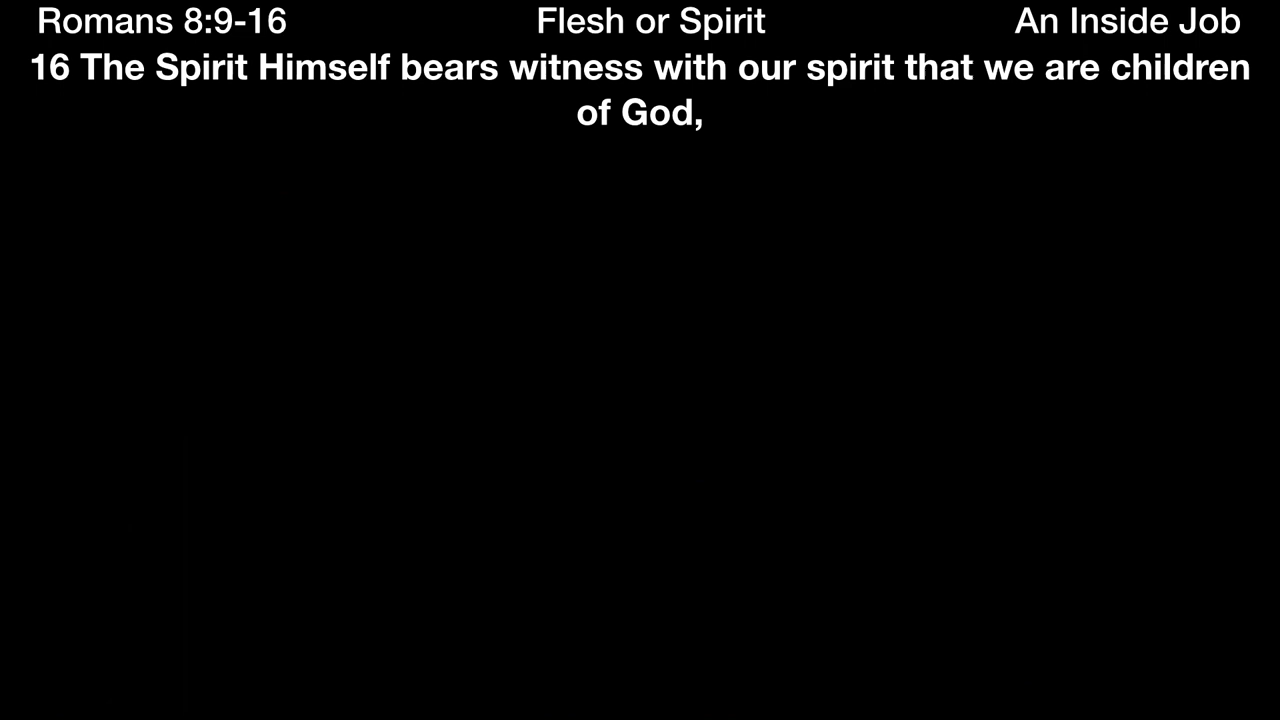 Romans 8:9-16 Flesh or Spirit An Inside Job
16 The Spirit Himself bears witness with our spirit that we are children
of God,